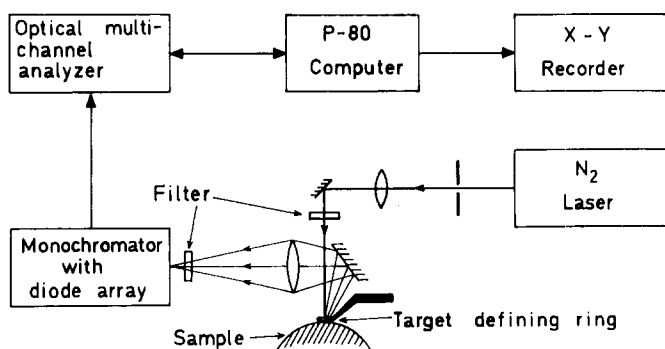 Optical multi-
channel
analyzer
P-80
Computer
X - Y
Recorder
N2
Laser
Filter
Monochromator
with
diode array
Target defining ring
Sample